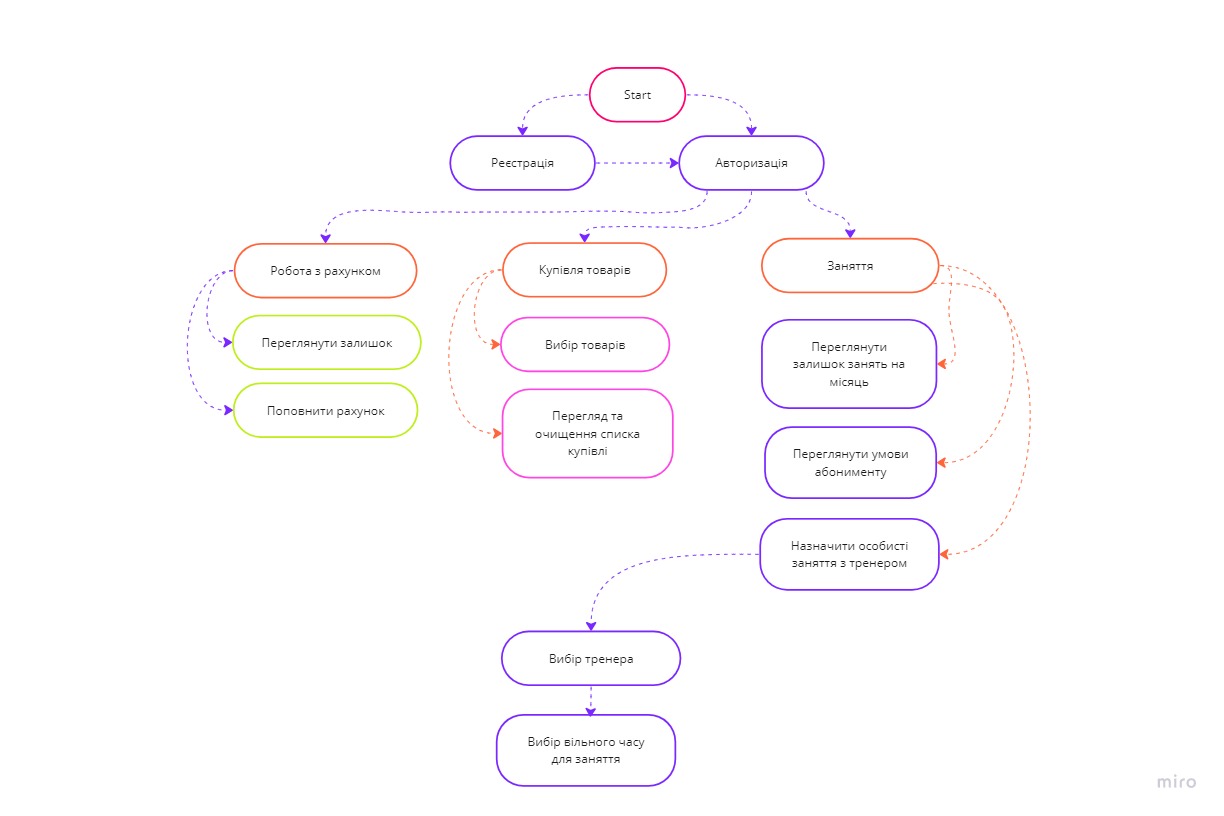 Start
Реєстрація
Авторизація
Робота з рахунком
Купівля товарів
Заняття
Переглянути залишок
Вибір товарів
Переглянути
залишок занять на
місяць
Поповнити рахунок
Перегляд та
очищення списка
купівлі
Переглянути умови
абонименту
Назначити особисті
заняття з тренером
Вибір тренера
Вибір вільного часу
для заняття
miro